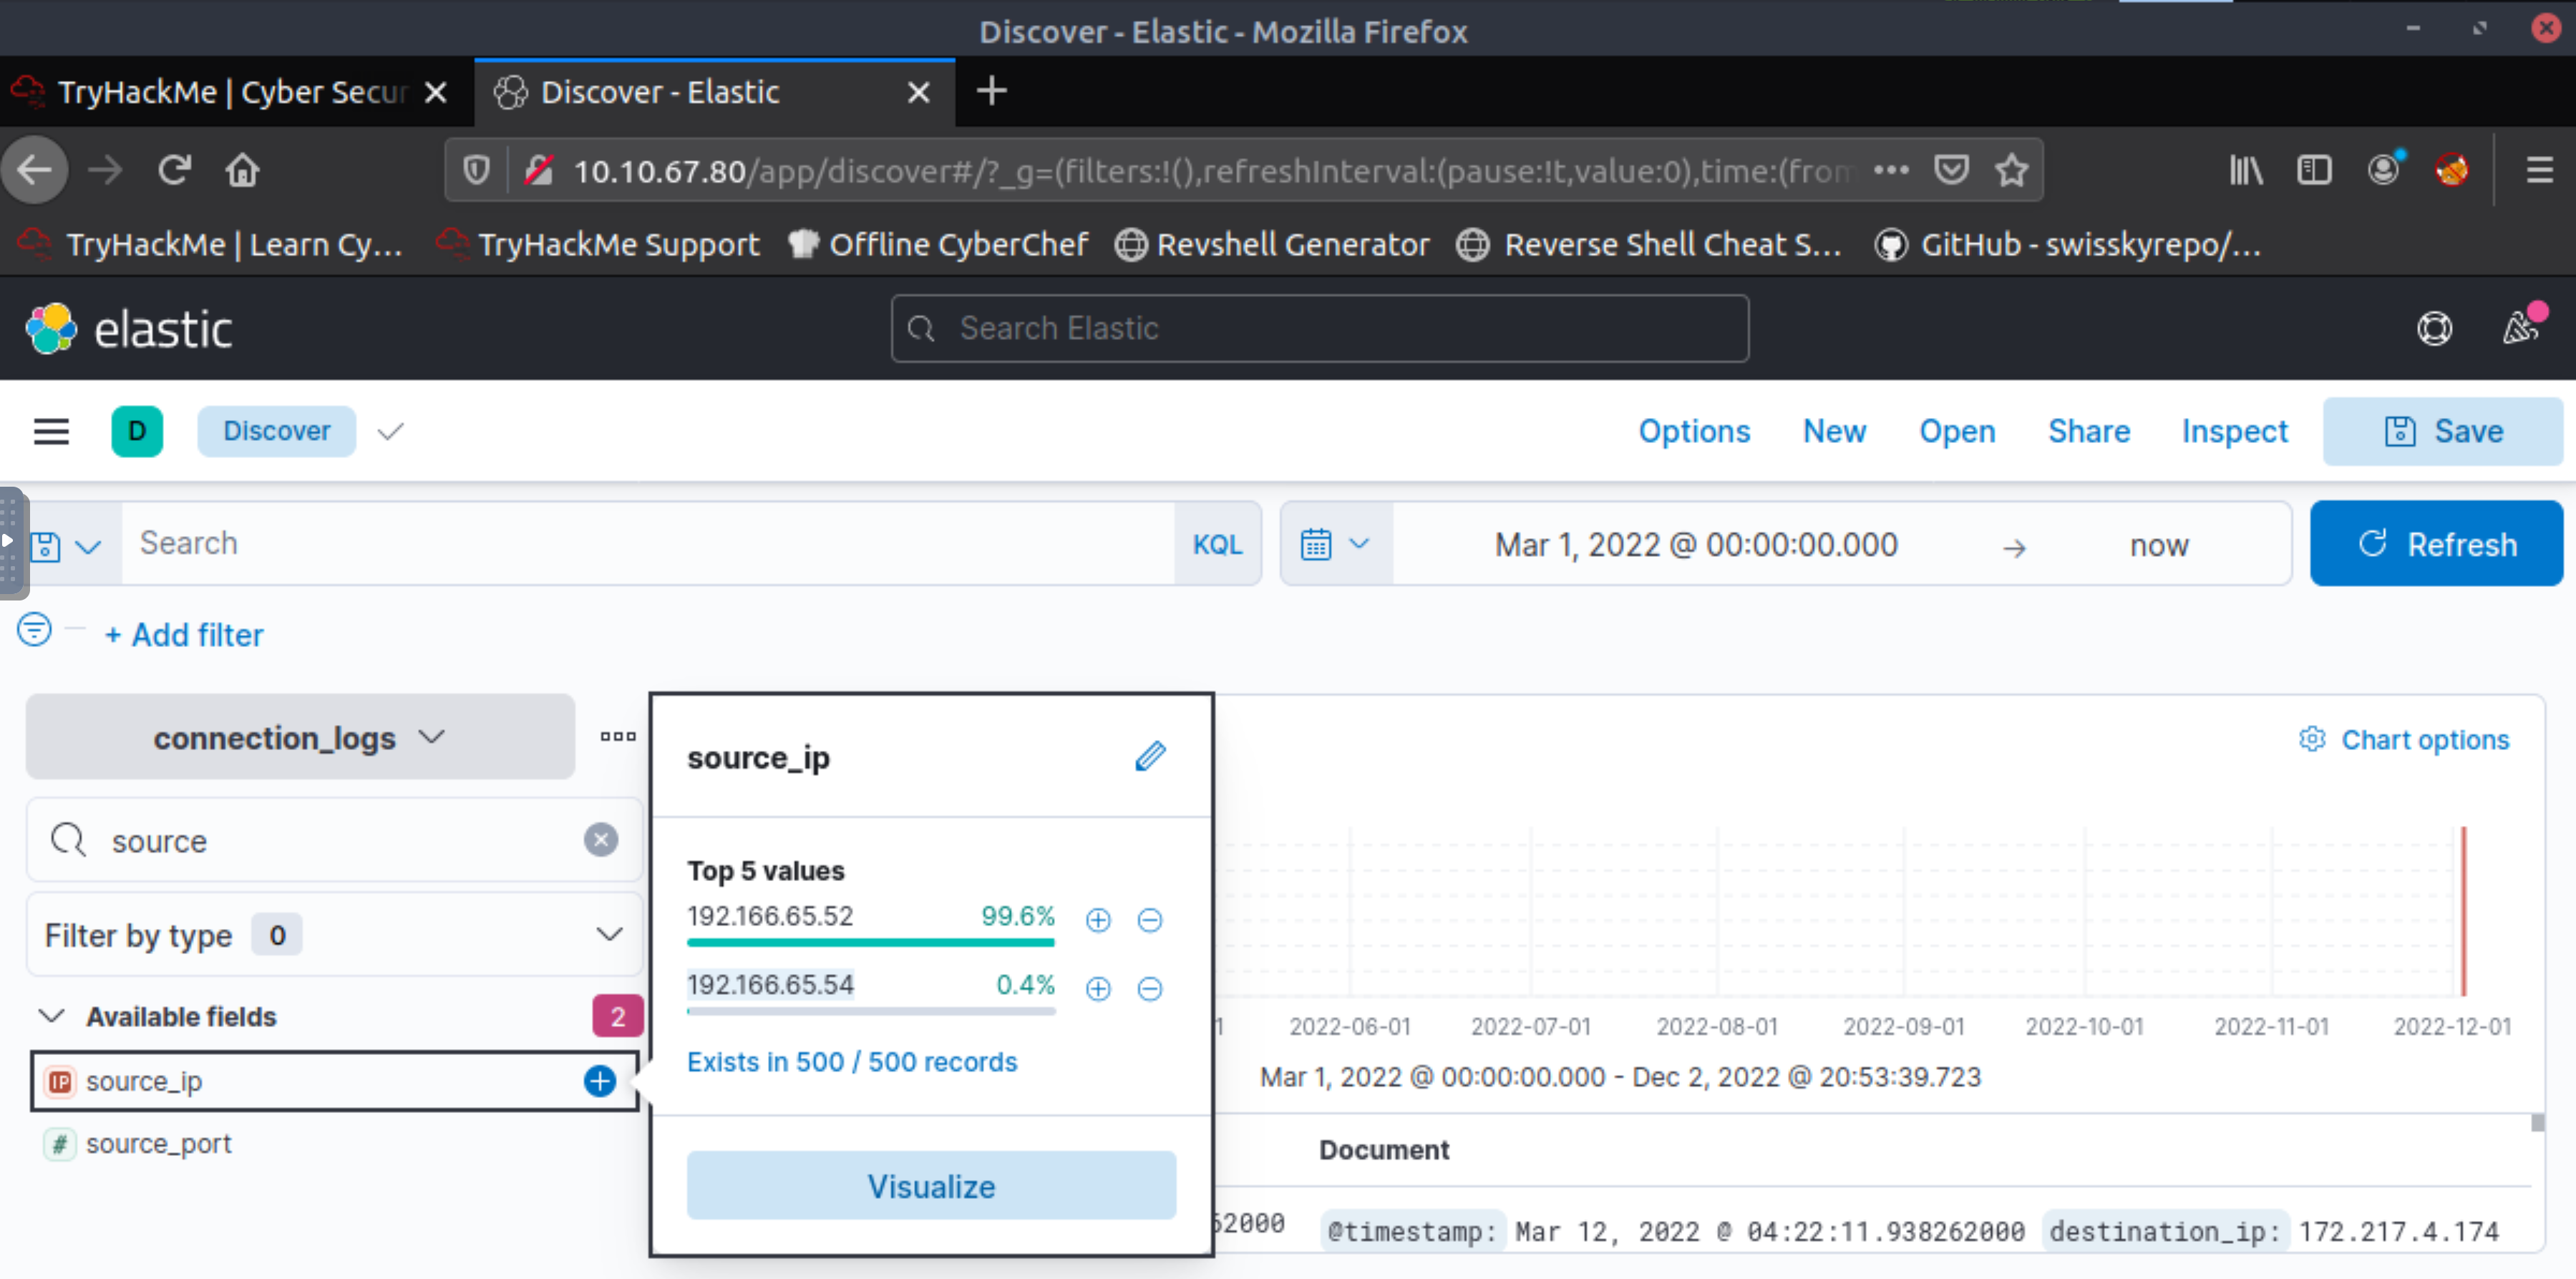 Discover - Elastic - Mozilla Firefox
TryHackMe | Cyber Secur
Discover - Elastic
10.10.67.80/app/discover#/?_g=(filters:!(),refreshInterval:(pause:!t,value:0),time:(from
TryHackMe | Learn Cy… TryHackMe Support Offline CyberChef Revshell Generator Reverse Shell Cheat S… GitHub - swisskyrepo/…
elastic
Search Elastic
D Discover Options New Open Share Inspect Save
Search KQL Mar 1, 2022 @ 00:00:00.000 → now Refresh
+ Add filter
connection_logs
source
Filter by type 0
Available fields 2
IP source_ip
# source_port
source_ip
Top 5 values
192.166.65.52 99.6%
192.166.65.54 0.4%
Exists in 500 / 500 records
Visualize
Chart options
1 2022-06-01 2022-07-01 2022-08-01 2022-09-01 2022-10-01 2022-11-01 2022-12-01
Mar 1, 2022 @ 00:00:00.000 - Dec 2, 2022 @ 20:53:39.723
Document
62000 @timestamp: Mar 12, 2022 @ 04:22:11.938262000 destination_ip: 172.217.4.174